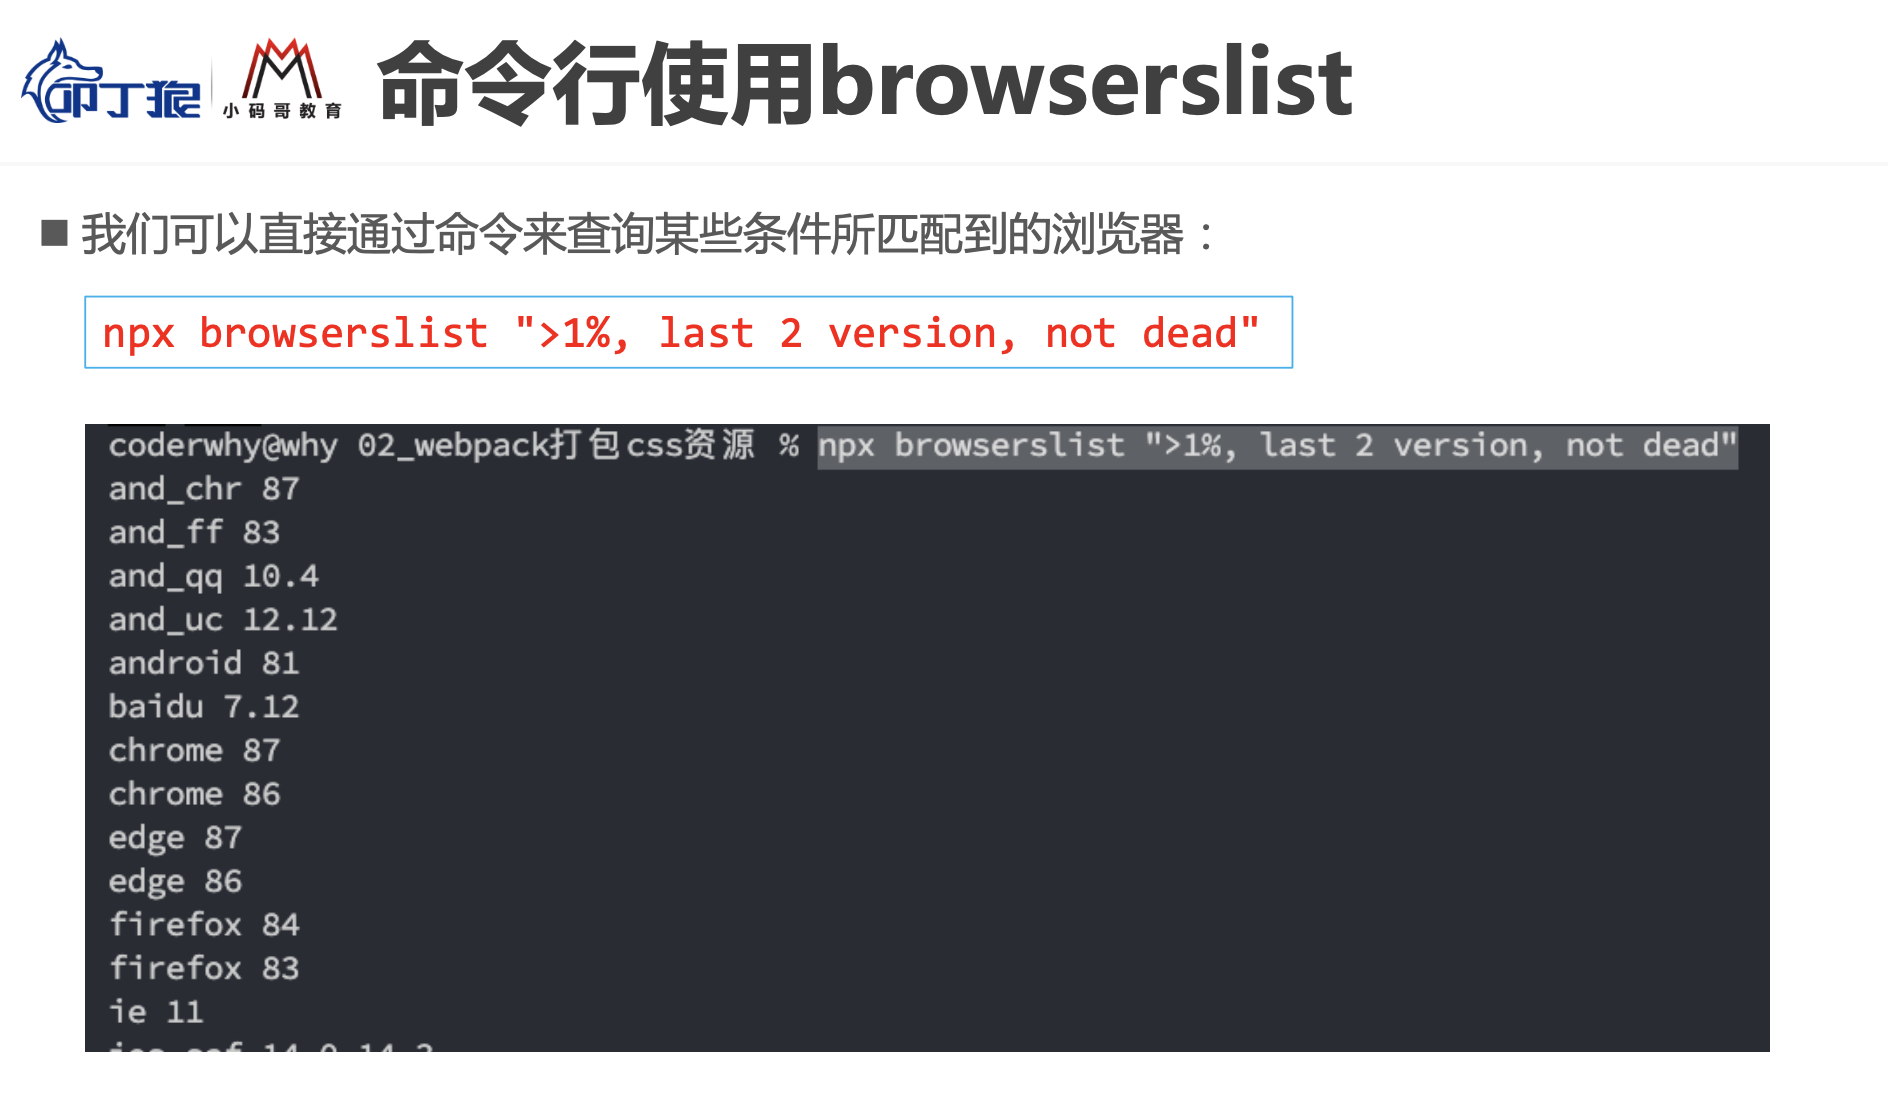 叩丁狼
小码哥教育
命令行使用browserslist
我们可以直接通过命令来查询某些条件所匹配到的浏览器：
npx browserslist ">1%, last 2 version, not dead"
coderwhy@why 02_webpack打包css资源 % npx browserslist ">1%, last 2 version, not dead"
and_chr 87
and_ff 83
and_qq 10.4
and_uc 12.12
android 81
baidu 7.12
chrome 87
chrome 86
edge 87
edge 86
firefox 84
firefox 83
ie 11